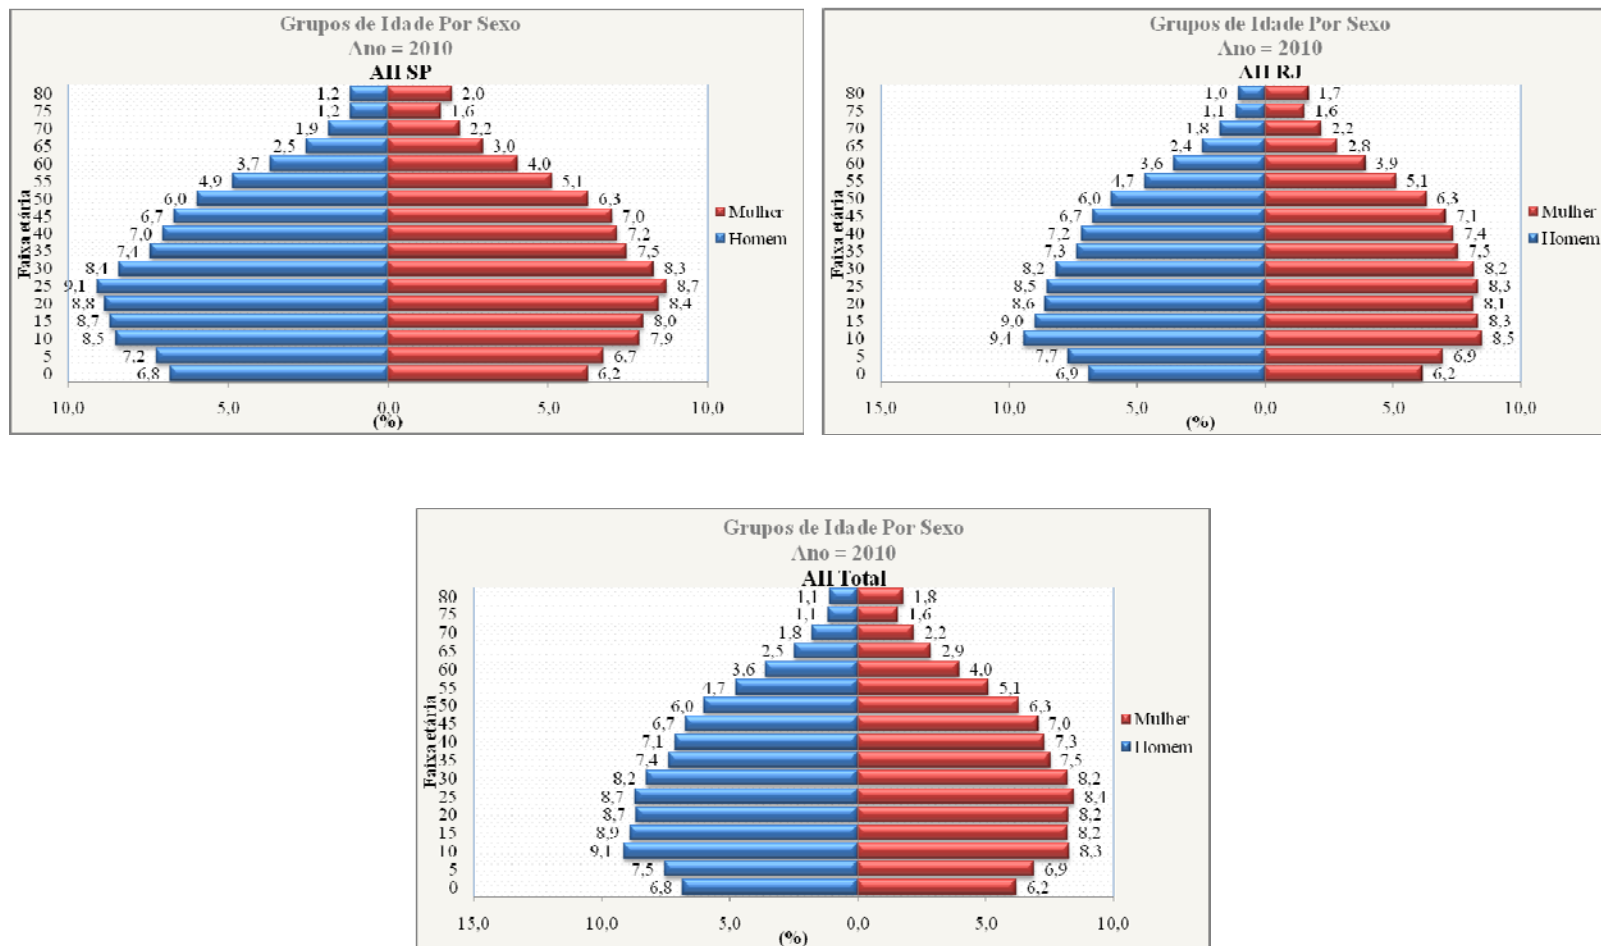 Grupos de Idade Por Sexo
Ano = 2010
AII SP
Faixa etária
80 1,2 2,0
75 1,2 1,6
70 1,9 2,2
65 2,5 3,0
60 3,7 4,0
55 4,9 5,1
50 6,0 6,3
45 6,7 7,0
40 7,0 7,2
35 7,4 7,5
30 8,4 8,3
25 9,1 8,7
20 8,8 8,4
15 8,7 8,0
10 8,5 7,9
5 7,2 6,7
0 6,8 6,2
Mulher
Homem
10,0 5,0 0,0 5,0 10,0
(%)
Grupos de Idade Por Sexo
Ano = 2010
AII RJ
Faixa etária
80 1,0 1,7
75 1,1 1,6
70 1,8 2,2
65 2,4 2,8
60 3,6 3,9
55 4,7 5,1
50 6,0 6,3
45 6,7 7,1
40 7,2 7,4
35 7,3 7,5
30 8,2 8,2
25 8,5 8,3
20 8,6 8,1
15 9,0 8,3
10 9,4 8,5
5 7,7 6,9
0 6,9 6,2
Mulher
Homem
15,0 10,0 5,0 0,0 5,0 10,0
(%)
Grupos de Idade Por Sexo
Ano = 2010
AII Total
Faixa etária
80 1,1 1,8
75 1,1 1,6
70 1,8 2,2
65 2,5 2,9
60 3,6 4,0
55 4,7 5,1
50 6,0 6,3
45 6,7 7,0
40 7,1 7,3
35 7,4 7,5
30 8,2 8,2
25 8,7 8,4
20 8,7 8,2
15 8,9 8,2
10 9,1 8,3
5 7,5 6,9
0 6,8 6,2
Mulher
Homem
15,0 10,0 5,0 0,0 5,0 10,0
(%)